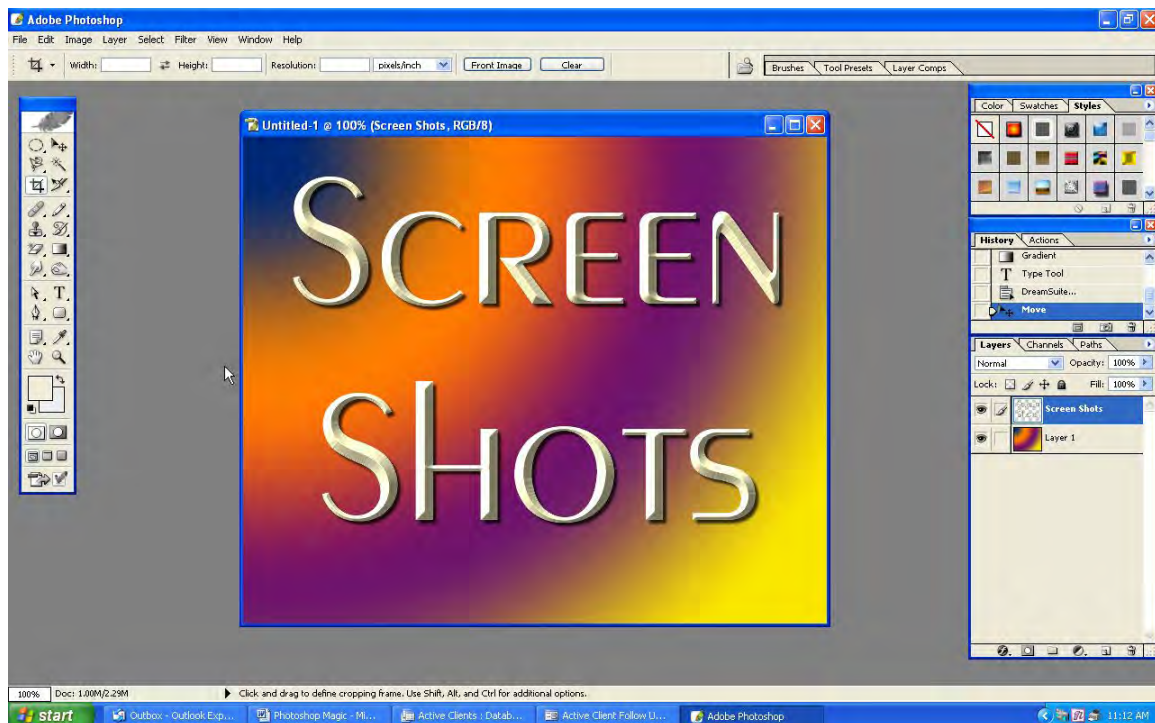 Adobe Photoshop
File Edit Image Layer Select Filter View Window Help
Width: Height: Resolution: pixels/inch Front Image Clear
Brushes Tool Presets Layer Comps
Color Swatches Styles
Untitled-1 @ 100% (Screen Shots, RGB/8)
SCREEN
SHOTS
History Actions
Gradient
Type Tool
DreamSuite...
Move
Layers Channels Paths
Normal Opacity: 100%
Lock: Fill: 100%
Screen Shots
Layer 1
100% Doc: 1.00M/2.29M Click and drag to define cropping frame. Use Shift, Alt, and Ctrl for additional options.
start Outbox - Outlook Exp... Photoshop Magic - Mi... Active Clients : Datab... Active Client Follow U... Adobe Photoshop 11:12 AM